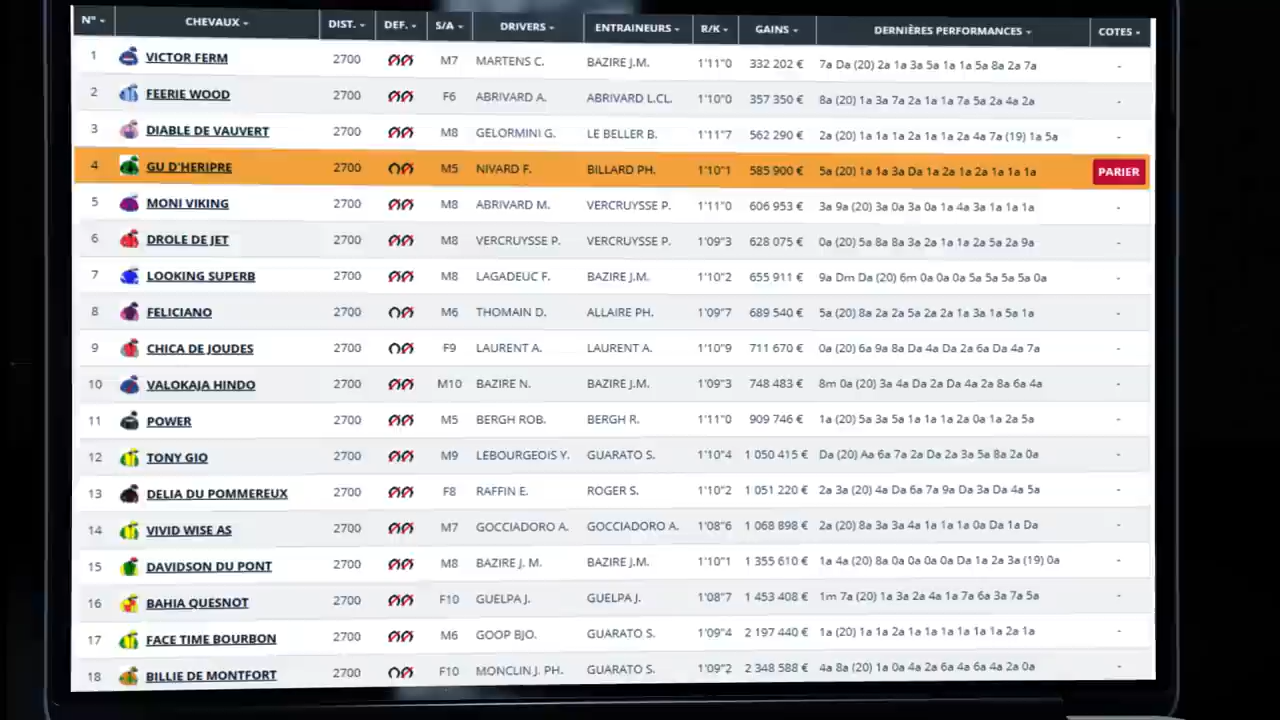 N° CHEVAUX DIST. DEF. S/A DRIVERS ENTRAINEURS R/K GAINS DERNIÈRES PERFORMANCES COTES
1 VICTOR FERM 2700 M7 MARTENS C. BAZIRE J.M. 1'11"0 332 202 € 7a Da (20) 2a 1a 3a 5a 1a 1a 5a 8a 2a 7a -
2 FEERIE WOOD 2700 F6 ABRIVARD A. ABRIVARD L.CL. 1'10"0 357 350 € 8a (20) 1a 3a 7a 2a 1a 1a 7a 5a 2a 4a 2a -
3 DIABLE DE VAUVERT 2700 M8 GELORMINI G. LE BELLER B. 1'11"7 562 290 € 2a (20) 1a 1a 1a 2a 1a 1a 2a 4a 7a (19) 1a 5a -
4 GU D'HERIPRE 2700 M5 NIVARD F. BILLARD PH. 1'10"1 585 900 € 5a (20) 1a 1a 3a Da 1a 2a 1a 2a 1a 1a 1a PARIER
5 MONI VIKING 2700 M8 ABRIVARD M. VERCRUYSSE P. 1'11"0 606 953 € 3a 9a (20) 3a 0a 3a 0a 1a 4a 3a 1a 1a 1a -
6 DROLE DE JET 2700 M8 VERCRUYSSE P. VERCRUYSSE P. 1'09"3 628 075 € 0a (20) 5a 8a 8a 3a 2a 1a 1a 2a 5a 2a 9a -
7 LOOKING SUPERB 2700 M8 LAGADEUC F. BAZIRE J.M. 1'10"2 655 911 € 9a Dm Da (20) 6m 0a 0a 0a 5a 5a 5a 5a 0a -
8 FELICIANO 2700 M6 THOMAIN D. ALLAIRE PH. 1'09"7 689 540 € 5a (20) 8a 2a 2a 5a 2a 2a 1a 3a 1a 5a 1a -
9 CHICA DE JOUDES 2700 F9 LAURENT A. LAURENT A. 1'10"9 711 670 € 0a (20) 6a 9a 8a Da 4a Da 2a 6a Da 4a 7a -
10 VALOKAJA HINDO 2700 M10 BAZIRE N. BAZIRE J.M. 1'09"3 748 483 € 8m 0a (20) 3a 4a Da 2a Da 4a 2a 8a 6a 4a -
11 POWER 2700 M5 BERGH ROB. BERGH R. 1'11"0 909 746 € 1a (20) 5a 3a 5a 1a 1a 1a 2a 0a 1a 2a 5a -
12 TONY GIO 2700 M9 LEBOURGEOIS Y. GUARATO S. 1'10"4 1 050 415 € Da (20) Aa 6a 7a 2a Da 2a 3a 5a 8a 2a 0a -
13 DELIA DU POMMEREUX 2700 F8 RAFFIN E. ROGER S. 1'10"2 1 051 220 € 2a 3a (20) 4a Da 6a 7a 9a Da 3a Da 4a 5a -
14 VIVID WISE AS 2700 M7 GOCCIADORO A. GOCCIADORO A. 1'08"6 1 068 898 € 2a (20) 8a 3a 3a 4a 1a 1a 1a 0a Da 1a Da -
15 DAVIDSON DU PONT 2700 M8 BAZIRE J. M. BAZIRE J.M. 1'10"1 1 355 610 € 1a 4a (20) 8a 0a 0a 0a 0a Da 1a 2a 3a (19) 0a -
16 BAHIA QUESNOT 2700 F10 GUELPA J. GUELPA J. 1'08"7 1 453 408 € 1m 7a (20) 1a 3a 2a 4a 1a 7a 6a 3a 7a 5a -
17 FACE TIME BOURBON 2700 M6 GOOP BJO. GUARATO S. 1'09"4 2 197 440 € 1a (20) 1a 1a 2a 1a 1a 1a 1a 1a 1a 2a 1a -
18 BILLIE DE MONTFORT 2700 F10 MONCLIN J. PH. GUARATO S. 1'09"2 2 348 588 € 4a 8a (20) 1a 0a 4a 2a 6a 4a 6a 4a 2a 0a -